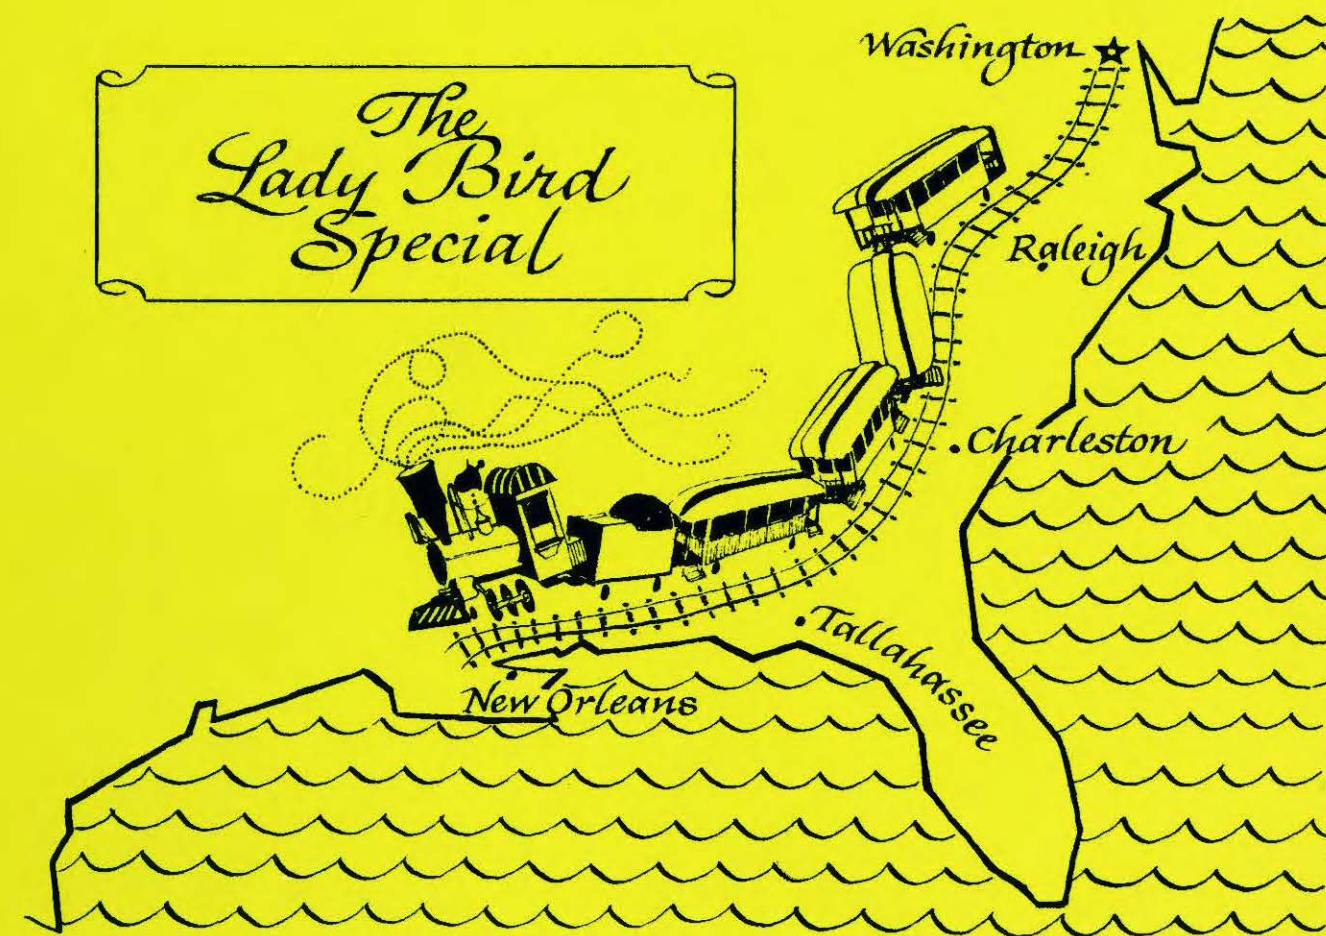 The
Lady Bird
Special
Washington
Raleigh
Charleston
Tallahassee
New Orleans